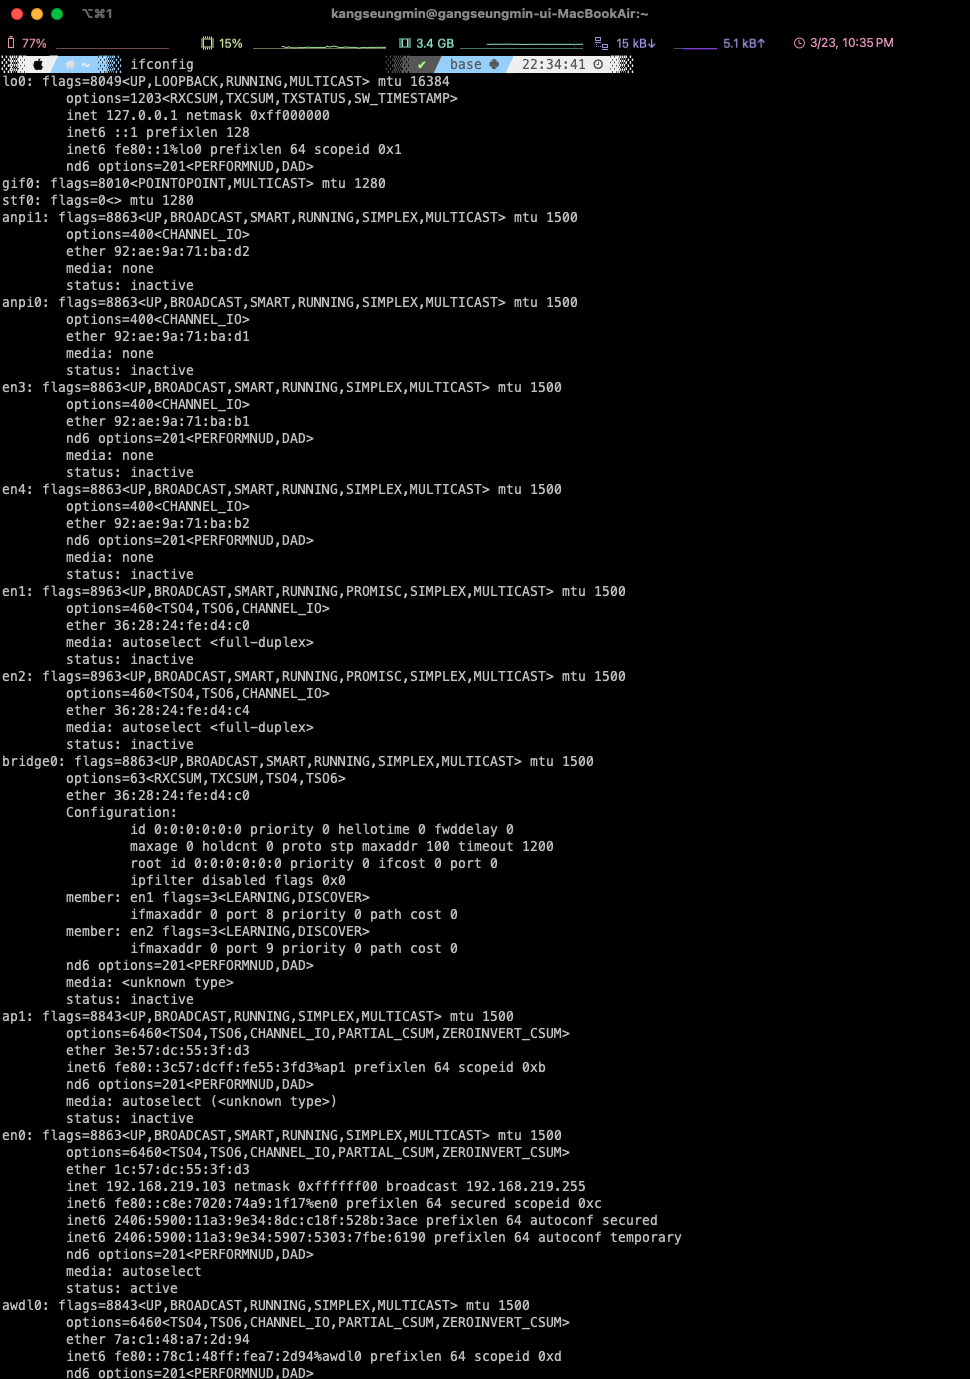 ⌥⌘1 kangseungmin@gangseungmin-ui-MacBookAir:~
77% 15% 3.4 GB 15 kB↓ 5.1 kB↑ 3/23, 10:35 PM
~ ifconfig ✔ base 22:34:41
lo0: flags=8049<UP,LOOPBACK,RUNNING,MULTICAST> mtu 16384
options=1203<RXCSUM,TXCSUM,TXSTATUS,SW_TIMESTAMP>
inet 127.0.0.1 netmask 0xff000000
inet6 ::1 prefixlen 128
inet6 fe80::1%lo0 prefixlen 64 scopeid 0x1
nd6 options=201<PERFORMNUD,DAD>
gif0: flags=8010<POINTOPOINT,MULTICAST> mtu 1280
stf0: flags=0<> mtu 1280
anpi1: flags=8863<UP,BROADCAST,SMART,RUNNING,SIMPLEX,MULTICAST> mtu 1500
options=400<CHANNEL_IO>
ether 92:ae:9a:71:ba:d2
media: none
status: inactive
anpi0: flags=8863<UP,BROADCAST,SMART,RUNNING,SIMPLEX,MULTICAST> mtu 1500
options=400<CHANNEL_IO>
ether 92:ae:9a:71:ba:d1
media: none
status: inactive
en3: flags=8863<UP,BROADCAST,SMART,RUNNING,SIMPLEX,MULTICAST> mtu 1500
options=400<CHANNEL_IO>
ether 92:ae:9a:71:ba:b1
nd6 options=201<PERFORMNUD,DAD>
media: none
status: inactive
en4: flags=8863<UP,BROADCAST,SMART,RUNNING,SIMPLEX,MULTICAST> mtu 1500
options=400<CHANNEL_IO>
ether 92:ae:9a:71:ba:b2
nd6 options=201<PERFORMNUD,DAD>
media: none
status: inactive
en1: flags=8963<UP,BROADCAST,SMART,RUNNING,PROMISC,SIMPLEX,MULTICAST> mtu 1500
options=460<TSO4,TSO6,CHANNEL_IO>
ether 36:28:24:fe:d4:c0
media: autoselect <full-duplex>
status: inactive
en2: flags=8963<UP,BROADCAST,SMART,RUNNING,PROMISC,SIMPLEX,MULTICAST> mtu 1500
options=460<TSO4,TSO6,CHANNEL_IO>
ether 36:28:24:fe:d4:c4
media: autoselect <full-duplex>
status: inactive
bridge0: flags=8863<UP,BROADCAST,SMART,RUNNING,SIMPLEX,MULTICAST> mtu 1500
options=63<RXCSUM,TXCSUM,TSO4,TSO6>
ether 36:28:24:fe:d4:c0
Configuration:
id 0:0:0:0:0:0 priority 0 hellotime 0 fwddelay 0
maxage 0 holdcnt 0 proto stp maxaddr 100 timeout 1200
root id 0:0:0:0:0:0 priority 0 ifcost 0 port 0
ipfilter disabled flags 0x0
member: en1 flags=3<LEARNING,DISCOVER>
ifmaxaddr 0 port 8 priority 0 path cost 0
member: en2 flags=3<LEARNING,DISCOVER>
ifmaxaddr 0 port 9 priority 0 path cost 0
nd6 options=201<PERFORMNUD,DAD>
media: <unknown type>
status: inactive
ap1: flags=8843<UP,BROADCAST,RUNNING,SIMPLEX,MULTICAST> mtu 1500
options=6460<TSO4,TSO6,CHANNEL_IO,PARTIAL_CSUM,ZEROINVERT_CSUM>
ether 3e:57:dc:55:3f:d3
inet6 fe80::3c57:dcff:fe55:3fd3%ap1 prefixlen 64 scopeid 0xb
nd6 options=201<PERFORMNUD,DAD>
media: autoselect (<unknown type>)
status: inactive
en0: flags=8863<UP,BROADCAST,SMART,RUNNING,SIMPLEX,MULTICAST> mtu 1500
options=6460<TSO4,TSO6,CHANNEL_IO,PARTIAL_CSUM,ZEROINVERT_CSUM>
ether 1c:57:dc:55:3f:d3
inet 192.168.219.103 netmask 0xffffff00 broadcast 192.168.219.255
inet6 fe80::c8e:7020:74a9:1f17%en0 prefixlen 64 secured scopeid 0xc
inet6 2406:5900:11a3:9e34:8dc:c18f:528b:3ace prefixlen 64 autoconf secured
inet6 2406:5900:11a3:9e34:5907:5303:7fbe:6190 prefixlen 64 autoconf temporary
nd6 options=201<PERFORMNUD,DAD>
media: autoselect
status: active
awdl0: flags=8843<UP,BROADCAST,RUNNING,SIMPLEX,MULTICAST> mtu 1500
options=6460<TSO4,TSO6,CHANNEL_IO,PARTIAL_CSUM,ZEROINVERT_CSUM>
ether 7a:c1:48:a7:2d:94
inet6 fe80::78c1:48ff:fea7:2d94%awdl0 prefixlen 64 scopeid 0xd
nd6 options=201<PERFORMNUD,DAD>